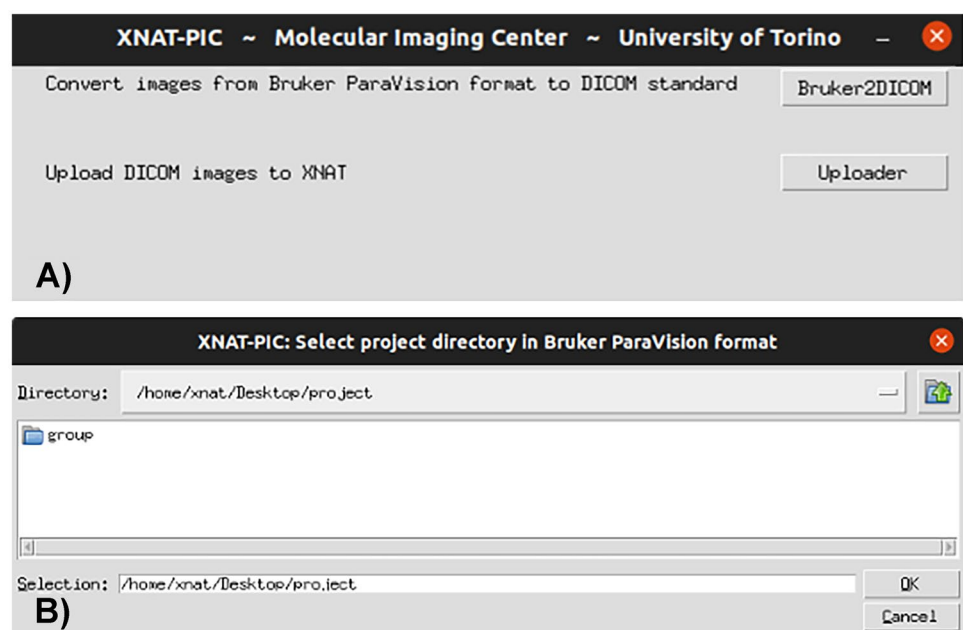 XNAT-PIC ~ Molecular Imaging Center ~ University of Torino
Convert images from Bruker ParaVision format to DICOM standard Bruker2DICOM
Upload DICOM images to XNAT Uploader
A)
XNAT-PIC: Select project directory in Bruker ParaVision format
Directory: /home/xnat/Desktop/project
group
Selection: /home/xnat/Desktop/project OK
B) Cancel